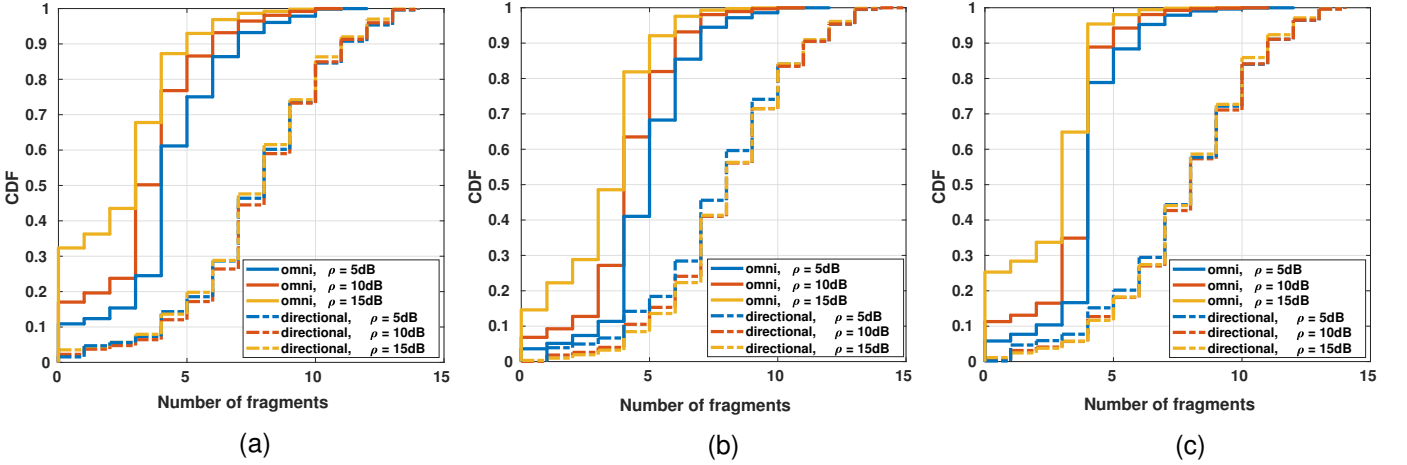 1
0.9
0.8
0.7
0.6
0.5
0.4
0.3
0.2
0.1
0
CDF
omni, ρ = 5dB
omni, ρ = 10dB
omni, ρ = 15dB
directional, ρ = 5dB
directional, ρ = 10dB
directional, ρ = 15dB
0 5 10 15
Number of fragments
(a)
1
0.9
0.8
0.7
0.6
0.5
0.4
0.3
0.2
0.1
0
CDF
omni, ρ = 5dB
omni, ρ = 10dB
omni, ρ = 15dB
directional, ρ = 5dB
directional, ρ = 10dB
directional, ρ = 15dB
0 5 10 15
Number of fragments
(b)
1
0.9
0.8
0.7
0.6
0.5
0.4
0.3
0.2
0.1
0
CDF
omni, ρ = 5dB
omni, ρ = 10dB
omni, ρ = 15dB
directional, ρ = 5dB
directional, ρ = 10dB
directional, ρ = 15dB
0 5 10 15
Number of fragments
(c)